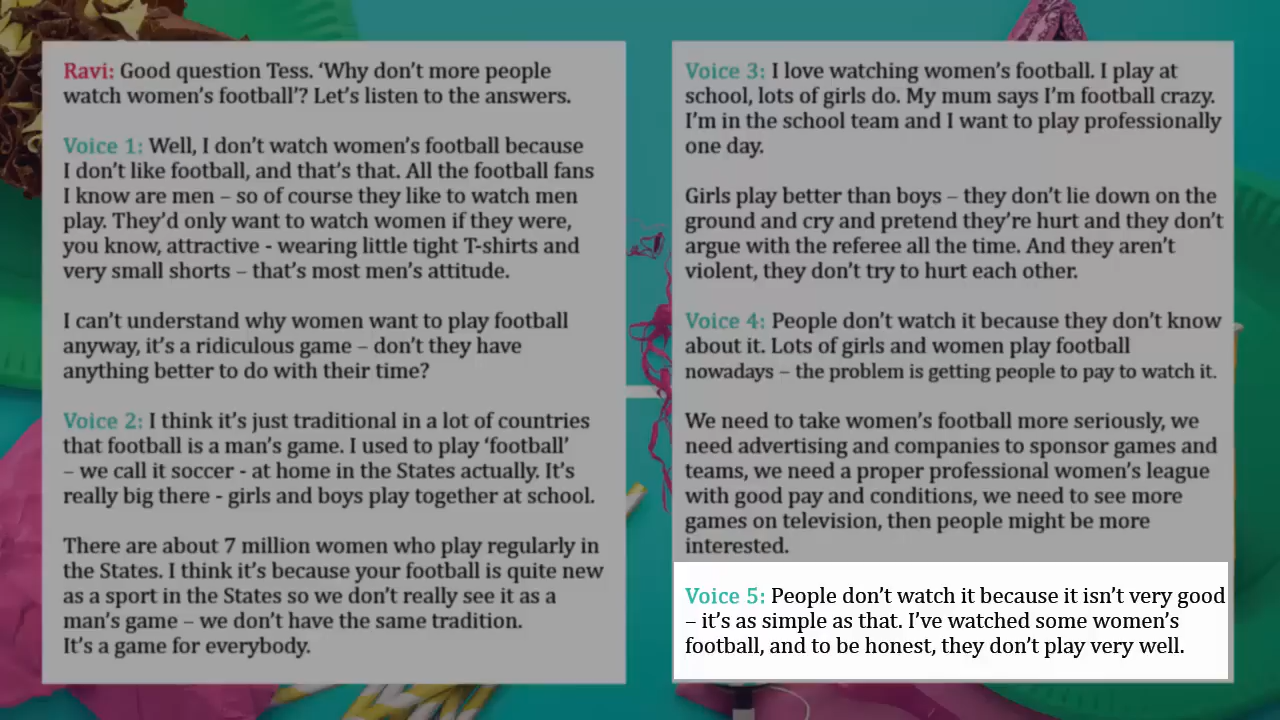 Ravi: Good question Tess. ‘Why don’t more people
watch women’s football’? Let’s listen to the answers.
Voice 1: Well, I don’t watch women’s football because
I don’t like football, and that’s that. All the football fans
I know are men – so of course they like to watch men
play. They’d only want to watch women if they were,
you know, attractive - wearing little tight T-shirts and
very small shorts – that’s most men’s attitude.
I can’t understand why women want to play football
anyway, it’s a ridiculous game – don’t they have
anything better to do with their time?
Voice 2: I think it’s just traditional in a lot of countries
that football is a man’s game. I used to play ‘football’
– we call it soccer - at home in the States actually. It’s
really big there - girls and boys play together at school.
There are about 7 million women who play regularly in
the States. I think it’s because your football is quite new
as a sport in the States so we don’t really see it as a
man’s game – we don’t have the same tradition.
It’s a game for everybody.
Voice 3: I love watching women’s football. I play at
school, lots of girls do. My mum says I’m football crazy.
I’m in the school team and I want to play professionally
one day.
Girls play better than boys – they don’t lie down on the
ground and cry and pretend they’re hurt and they don’t
argue with the referee all the time. And they aren’t
violent, they don’t try to hurt each other.
Voice 4: People don’t watch it because they don’t know
about it. Lots of girls and women play football
nowadays – the problem is getting people to pay to watch it.
We need to take women’s football more seriously, we
need advertising and companies to sponsor games and
teams, we need a proper professional women’s league
with good pay and conditions, we need to see more
games on television, then people might be more
interested.
Voice 5: People don’t watch it because it isn’t very good
– it’s as simple as that. I’ve watched some women’s
football, and to be honest, they don’t play very well.